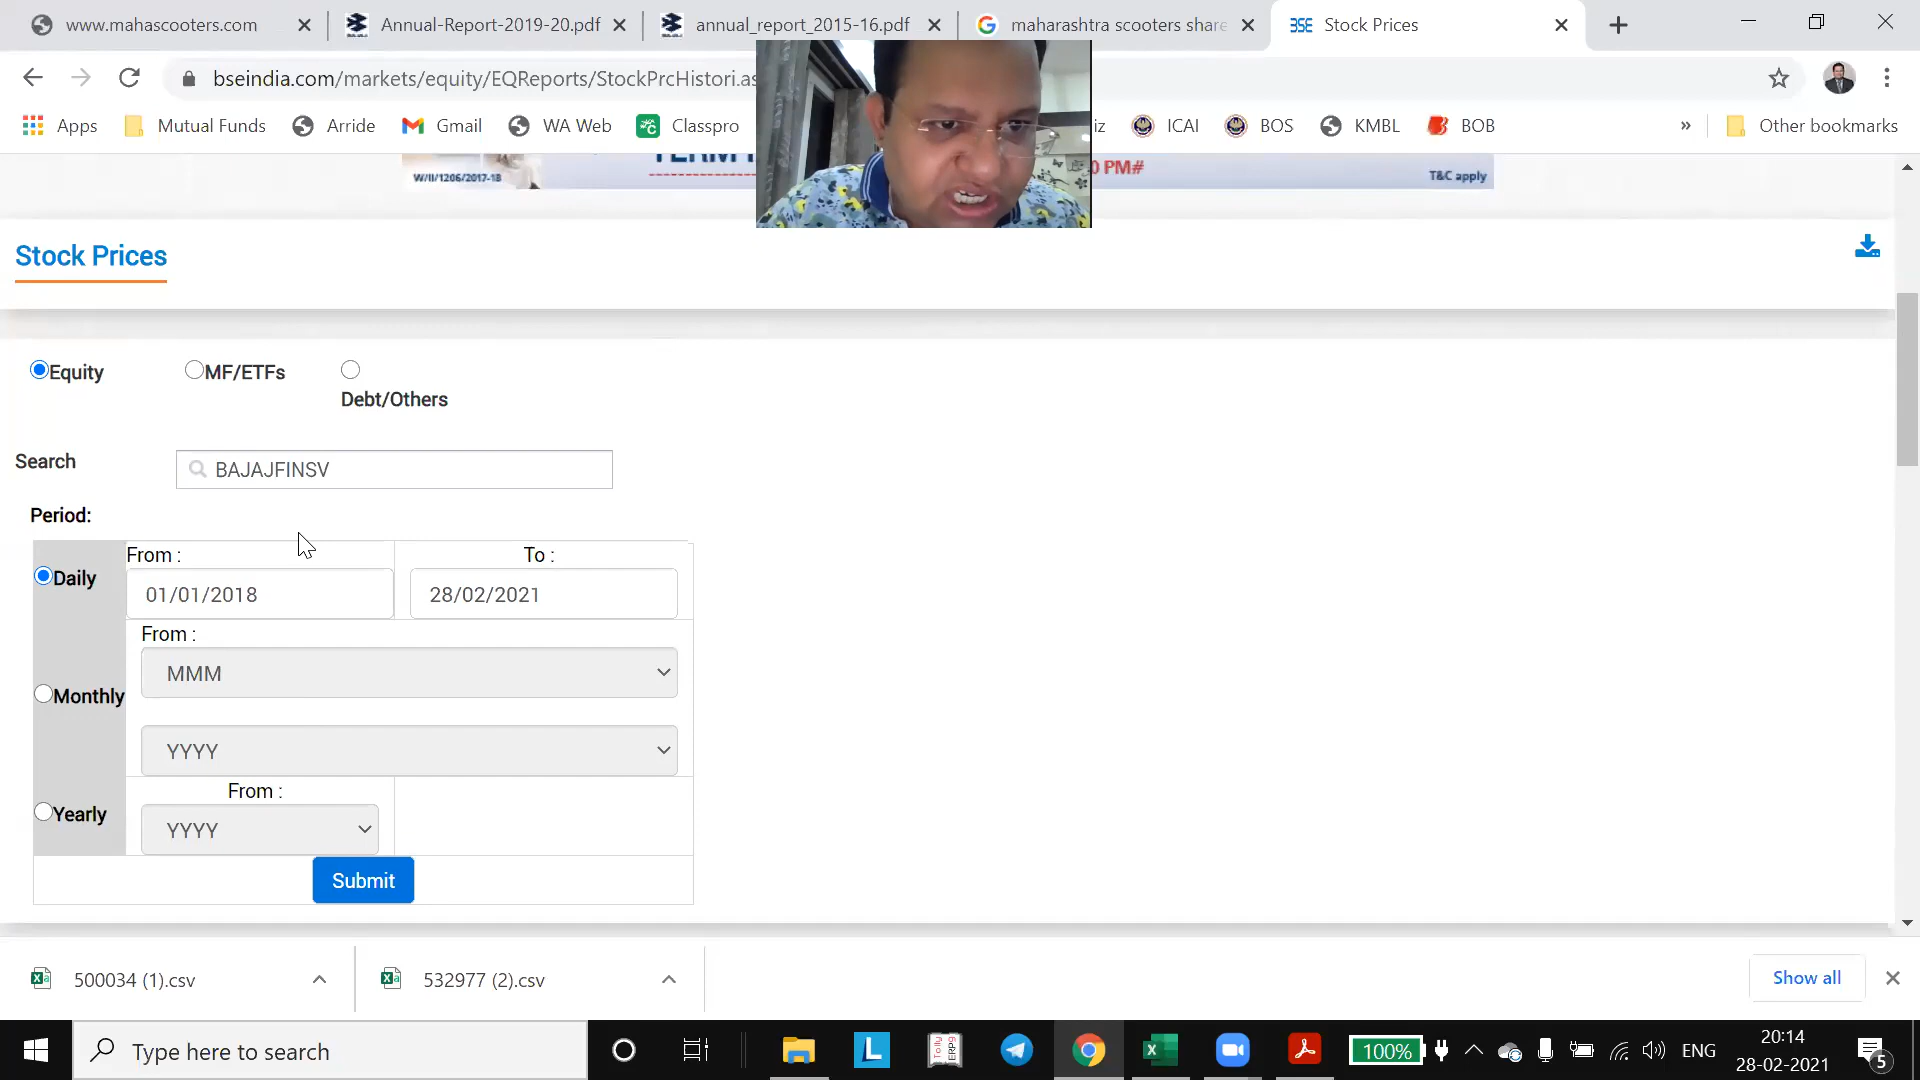 www.mahascooters.com
Annual-Report-2019-20.pdf
annual_report_2015-16.pdf
maharashtra scooters share
BSE Stock Prices
bseindia.com/markets/equity/EQReports/StockPrcHistori.as
Apps
Mutual Funds
Arride
Gmail
WA Web
Classpro
iz
ICAI
BOS
KMBL
BOB
»
Other bookmarks
W/II/1206/2017-18
0 PM#
T&C apply
Stock Prices
Equity
MF/ETFs
Debt/Others
Search
BAJAJFINSV
Period:
From :
To :
Daily
01/01/2018
28/02/2021
From :
MMM
Monthly
YYYY
From :
Yearly
YYYY
Submit
500034 (1).csv
532977 (2).csv
Show all
Type here to search
100%
ENG
20:14
28-02-2021
5